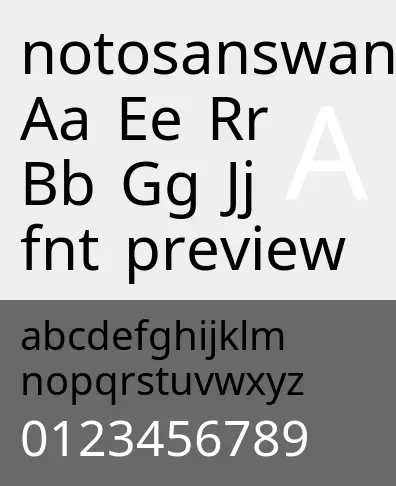 notosanswan
Aa Ee Rr
A
Bb Gg Jj
fnt preview
abcdefghijklm
nopqrstuvwxyz
0123456789